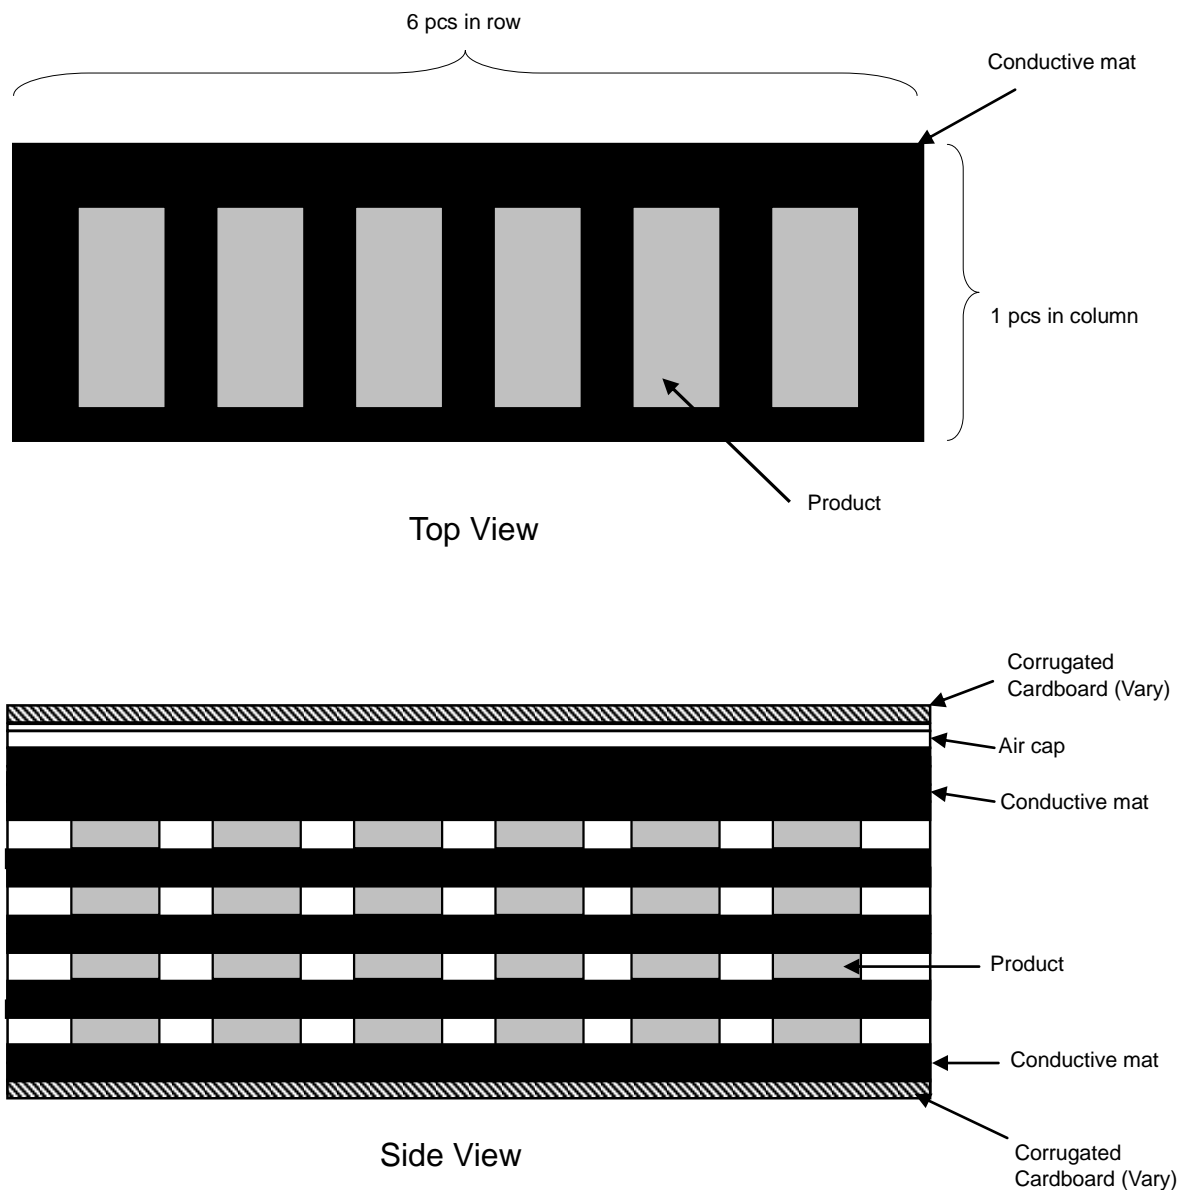 6 pcs in row
Conductive mat
1 pcs in column
Product
Top View
Corrugated
Cardboard (Vary)
Air cap
Conductive mat
Product
Conductive mat
Side View
Corrugated
Cardboard (Vary)